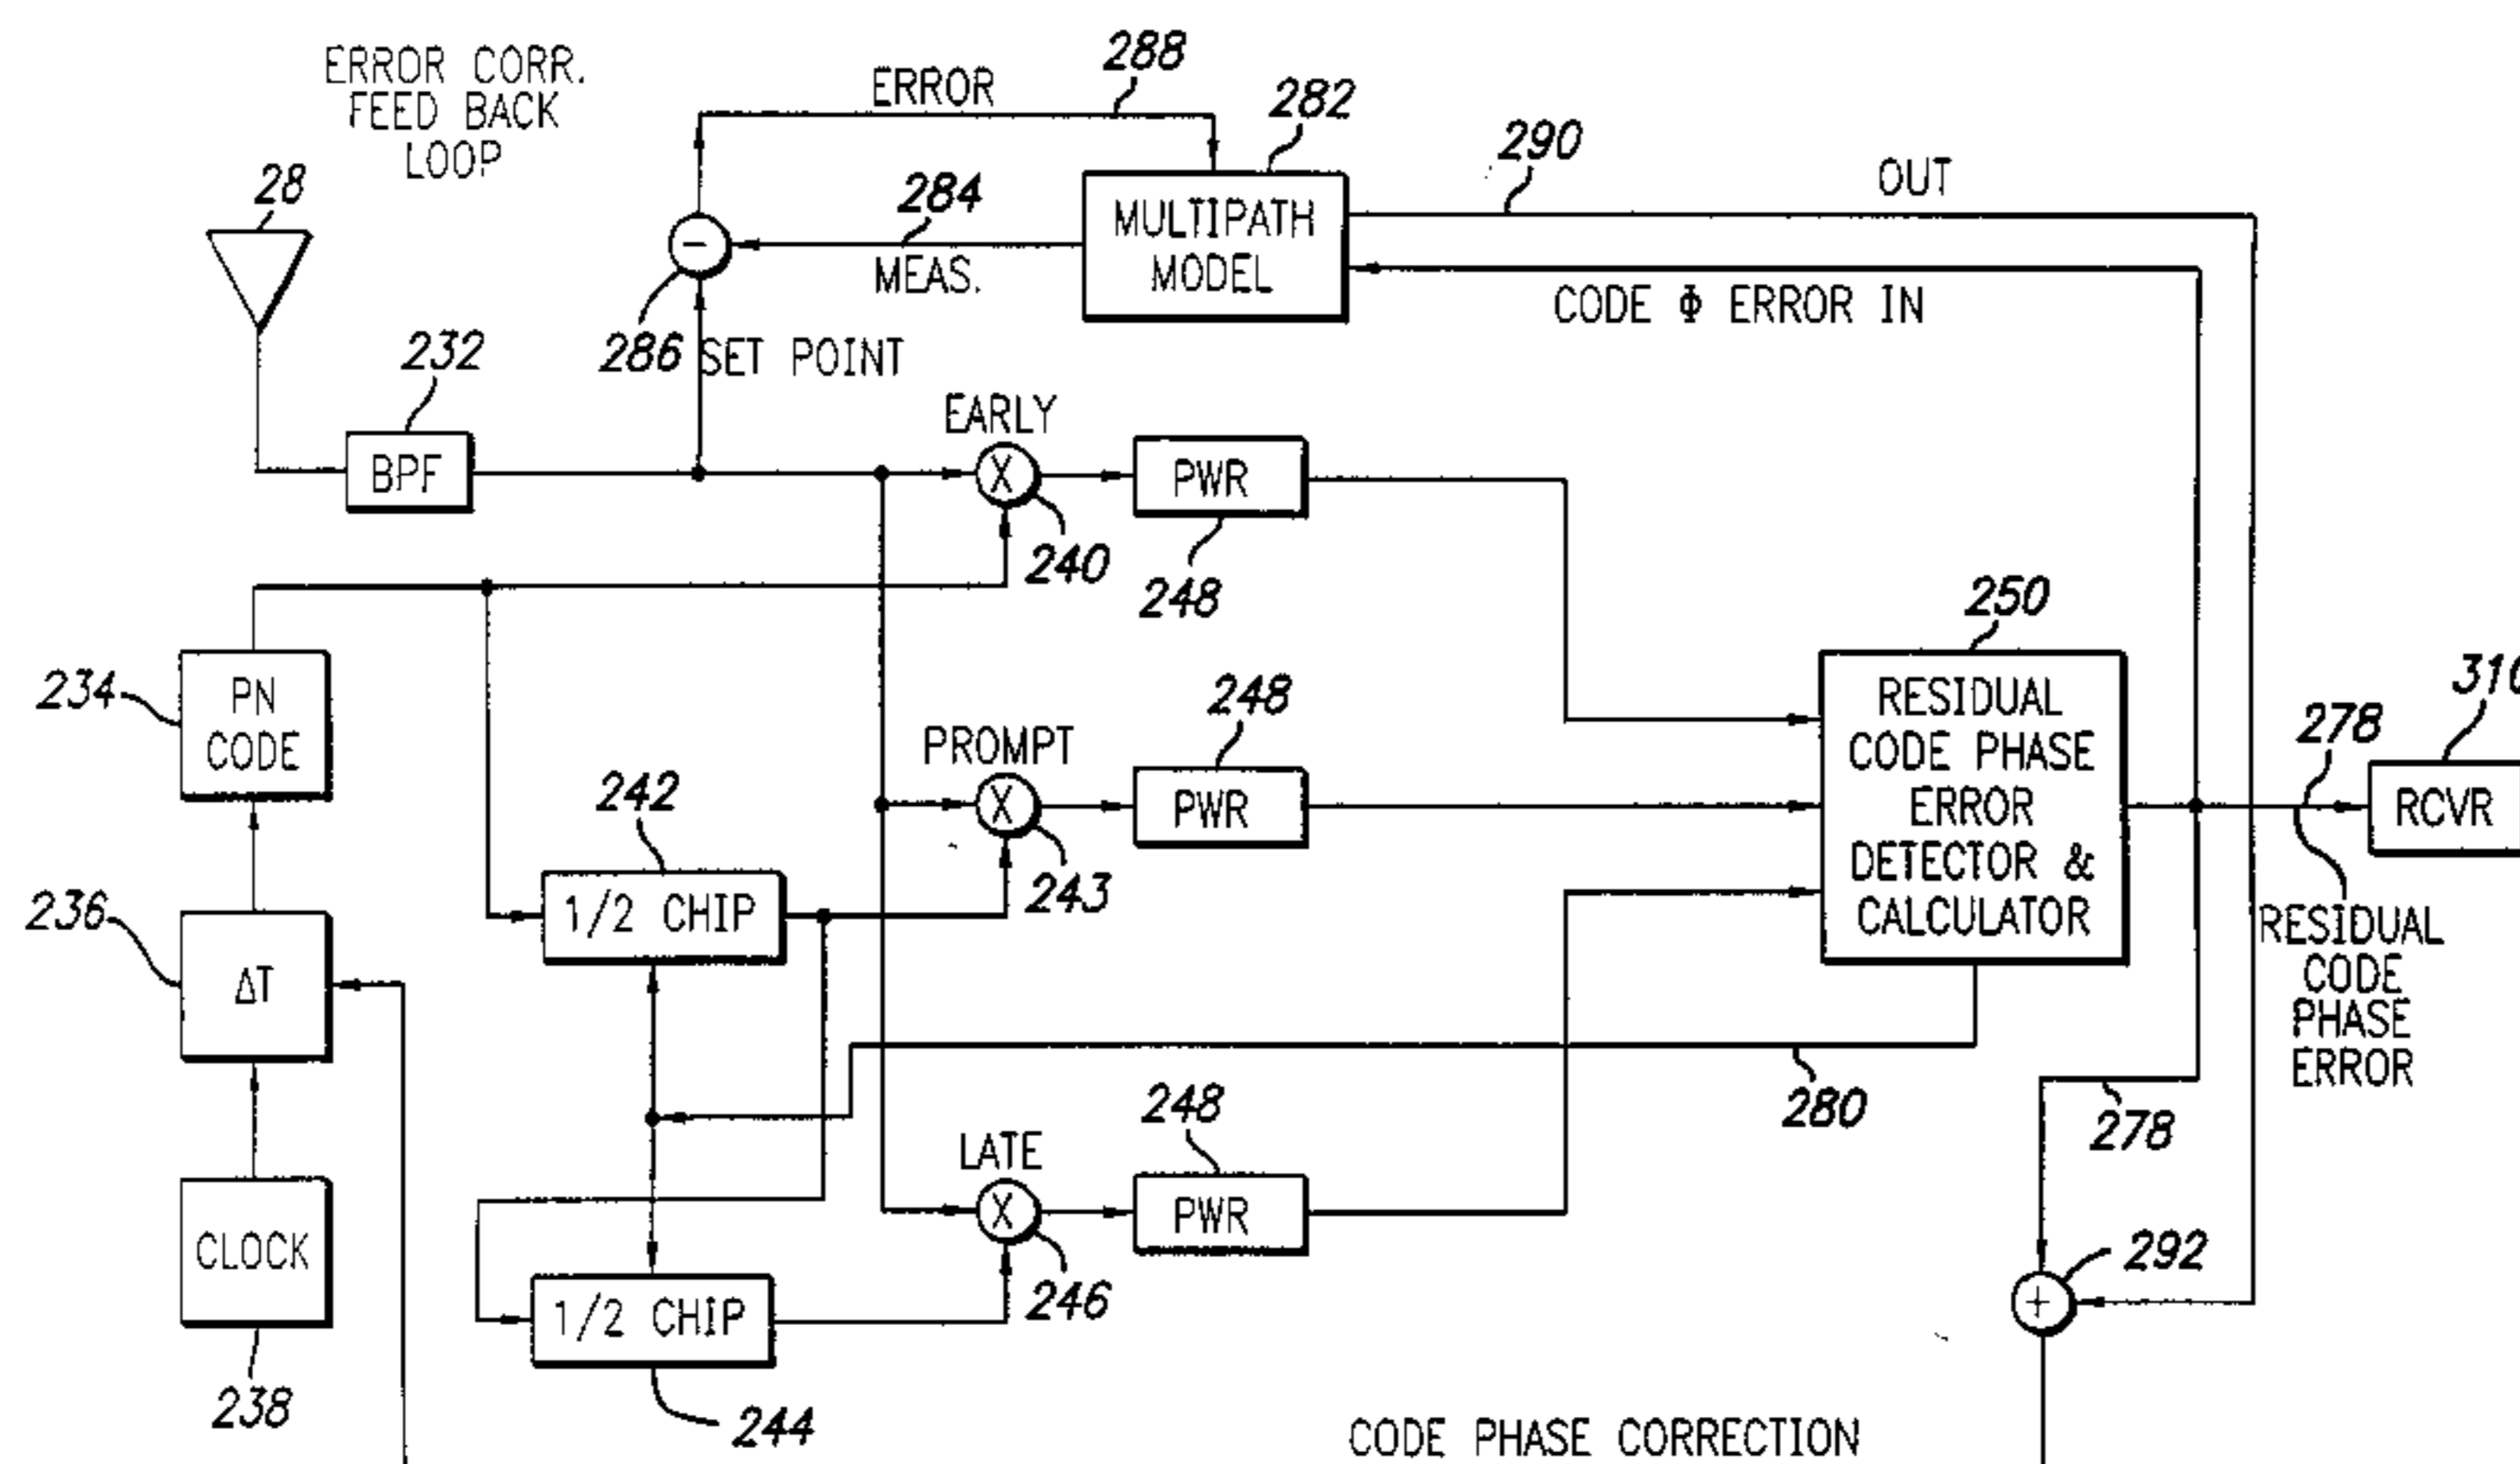 ERROR CORR.
FEED BACK
LOOP
28
ERROR
288
282
290
OUT
284
MULTIPATH
MODEL
-
MEAS.
CODE Φ ERROR IN
286
SET POINT
232
BPF
EARLY
X
PWR
240
248
250
234
PN
CODE
PROMPT
248
X
PWR
243
242
1/2 CHIP
RESIDUAL
CODE PHASE
ERROR
DETECTOR &
CALCULATOR
278
RCVR
236
ΔT
RESIDUAL
CODE
PHASE
ERROR
280
278
LATE
248
X
PWR
246
CLOCK
238
1/2 CHIP
244
292
+
CODE PHASE CORRECTION